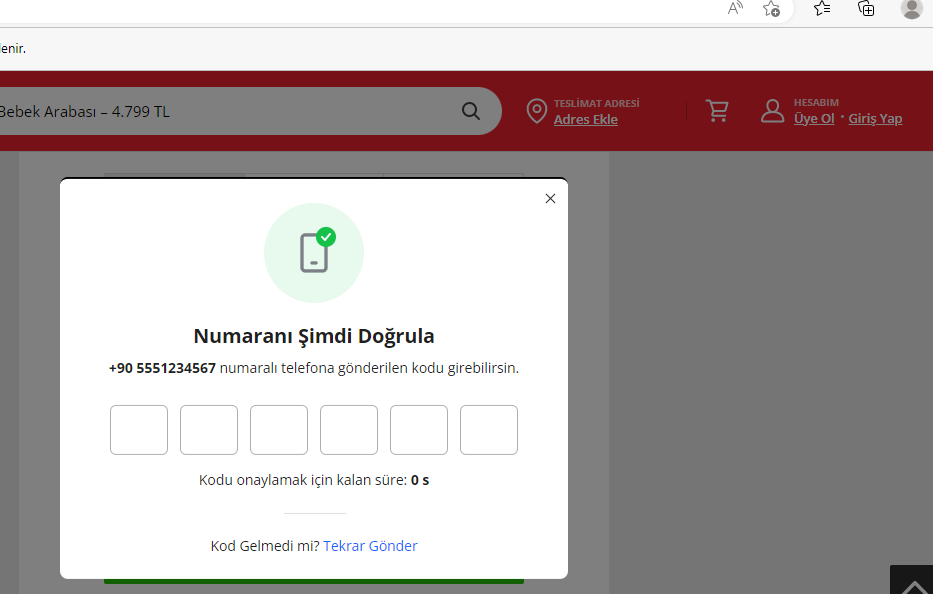 lenir.
Bebek Arabası – 4.799 TL
TESLİMAT ADRESİ
Adres Ekle
HESABIM
Üye Ol · Giriş Yap
Numaranı Şimdi Doğrula
+90 5551234567 numaralı telefona gönderilen kodu girebilirsin.
Kodu onaylamak için kalan süre: 0 s
Kod Gelmedi mi? Tekrar Gönder